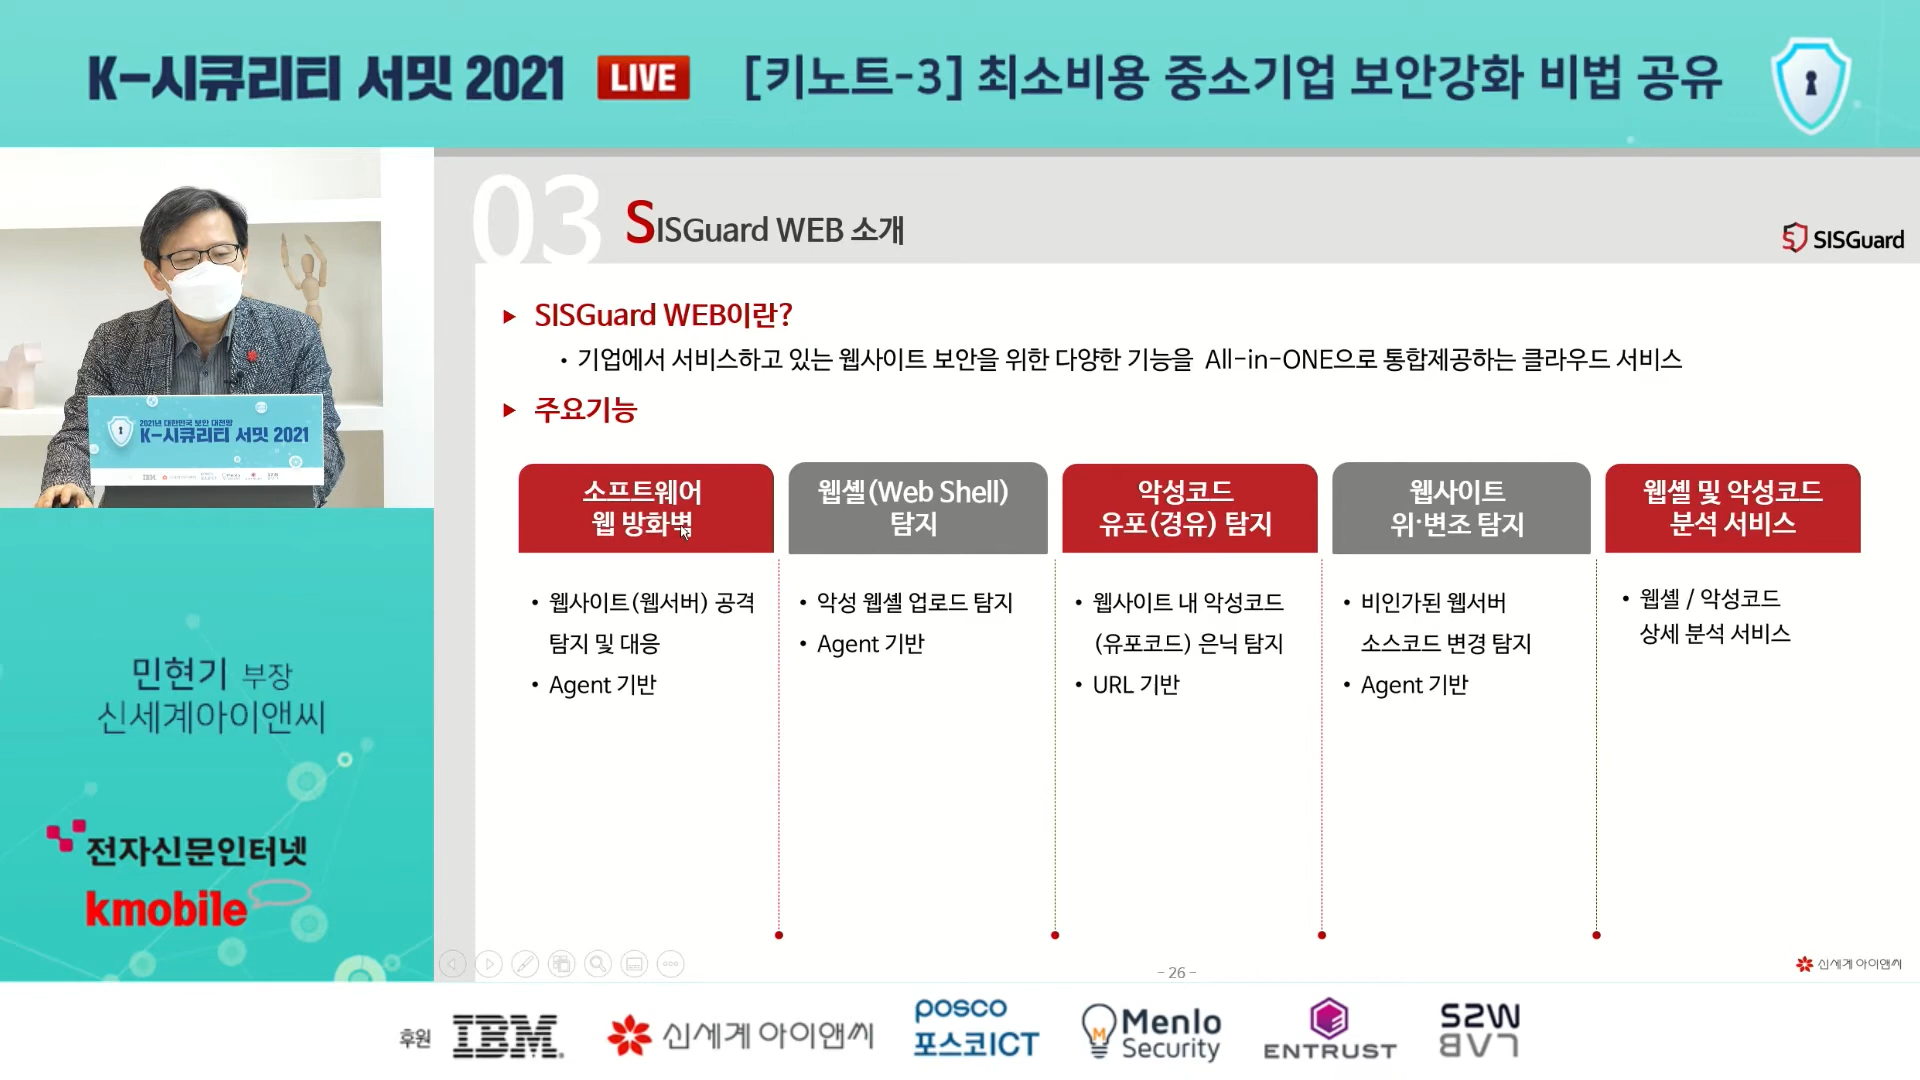 K-시큐리티 서밋 2021 LIVE [키노트-3] 최소비용 중소기업 보안강화 비법 공유
03 SISGuard WEB 소개
SISGuard
▶ SISGuard WEB이란?
• 기업에서 서비스하고 있는 웹사이트 보안을 위한 다양한 기능을 All-in-ONE으로 통합제공하는 클라우드 서비스
▶ 주요기능
소프트웨어
웹 방화벽
• 웹사이트(웹서버) 공격
탐지 및 대응
• Agent 기반
웹셸(Web Shell)
탐지
• 악성 웹셸 업로드 탐지
• Agent 기반
악성코드
유포(경유) 탐지
• 웹사이트 내 악성코드
(유포코드) 은닉 탐지
• URL 기반
웹사이트
위·변조 탐지
• 비인가된 웹서버
소스코드 변경 탐지
• Agent 기반
웹셸 및 악성코드
분석 서비스
• 웹셸 / 악성코드
상세 분석 서비스
- 26 -
신세계아이앤씨
2021년 대한민국 보안 대전망
K-시큐리티 서밋 2021
민현기 부장
신세계아이앤씨
전자신문인터넷
kmobile
후원 IBM 신세계아이앤씨 posco 포스코ICT Menlo Security ENTRUST S2W LAB